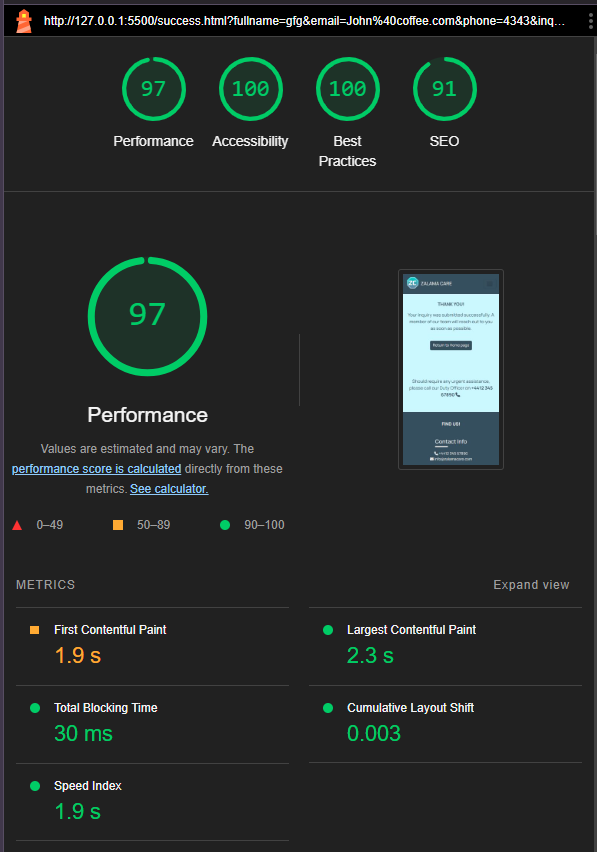 http://127.0.0.1:5500/success.html?fullname=gfg&email=John%40coffee.com&phone=4343&inq…
97
100
100
91
Performance
Accessibility
Best
Practices
SEO
97
Performance
Values are estimated and may vary. The
performance score is calculated directly from these
metrics. See calculator.
0–49
50–89
90–100
ZC ZALAMA CARE
THANK YOU!
Your inquiry was submitted successfully. A
member of our team will reach out to you
as soon as possible.
Return to home page
Should require any urgent assistance,
please call our Duty Officer on +44 12 345
67890
FIND US!
Contact Info
METRICS
Expand view
First Contentful Paint
1.9 s
Largest Contentful Paint
2.3 s
Total Blocking Time
30 ms
Cumulative Layout Shift
0.003
Speed Index
1.9 s